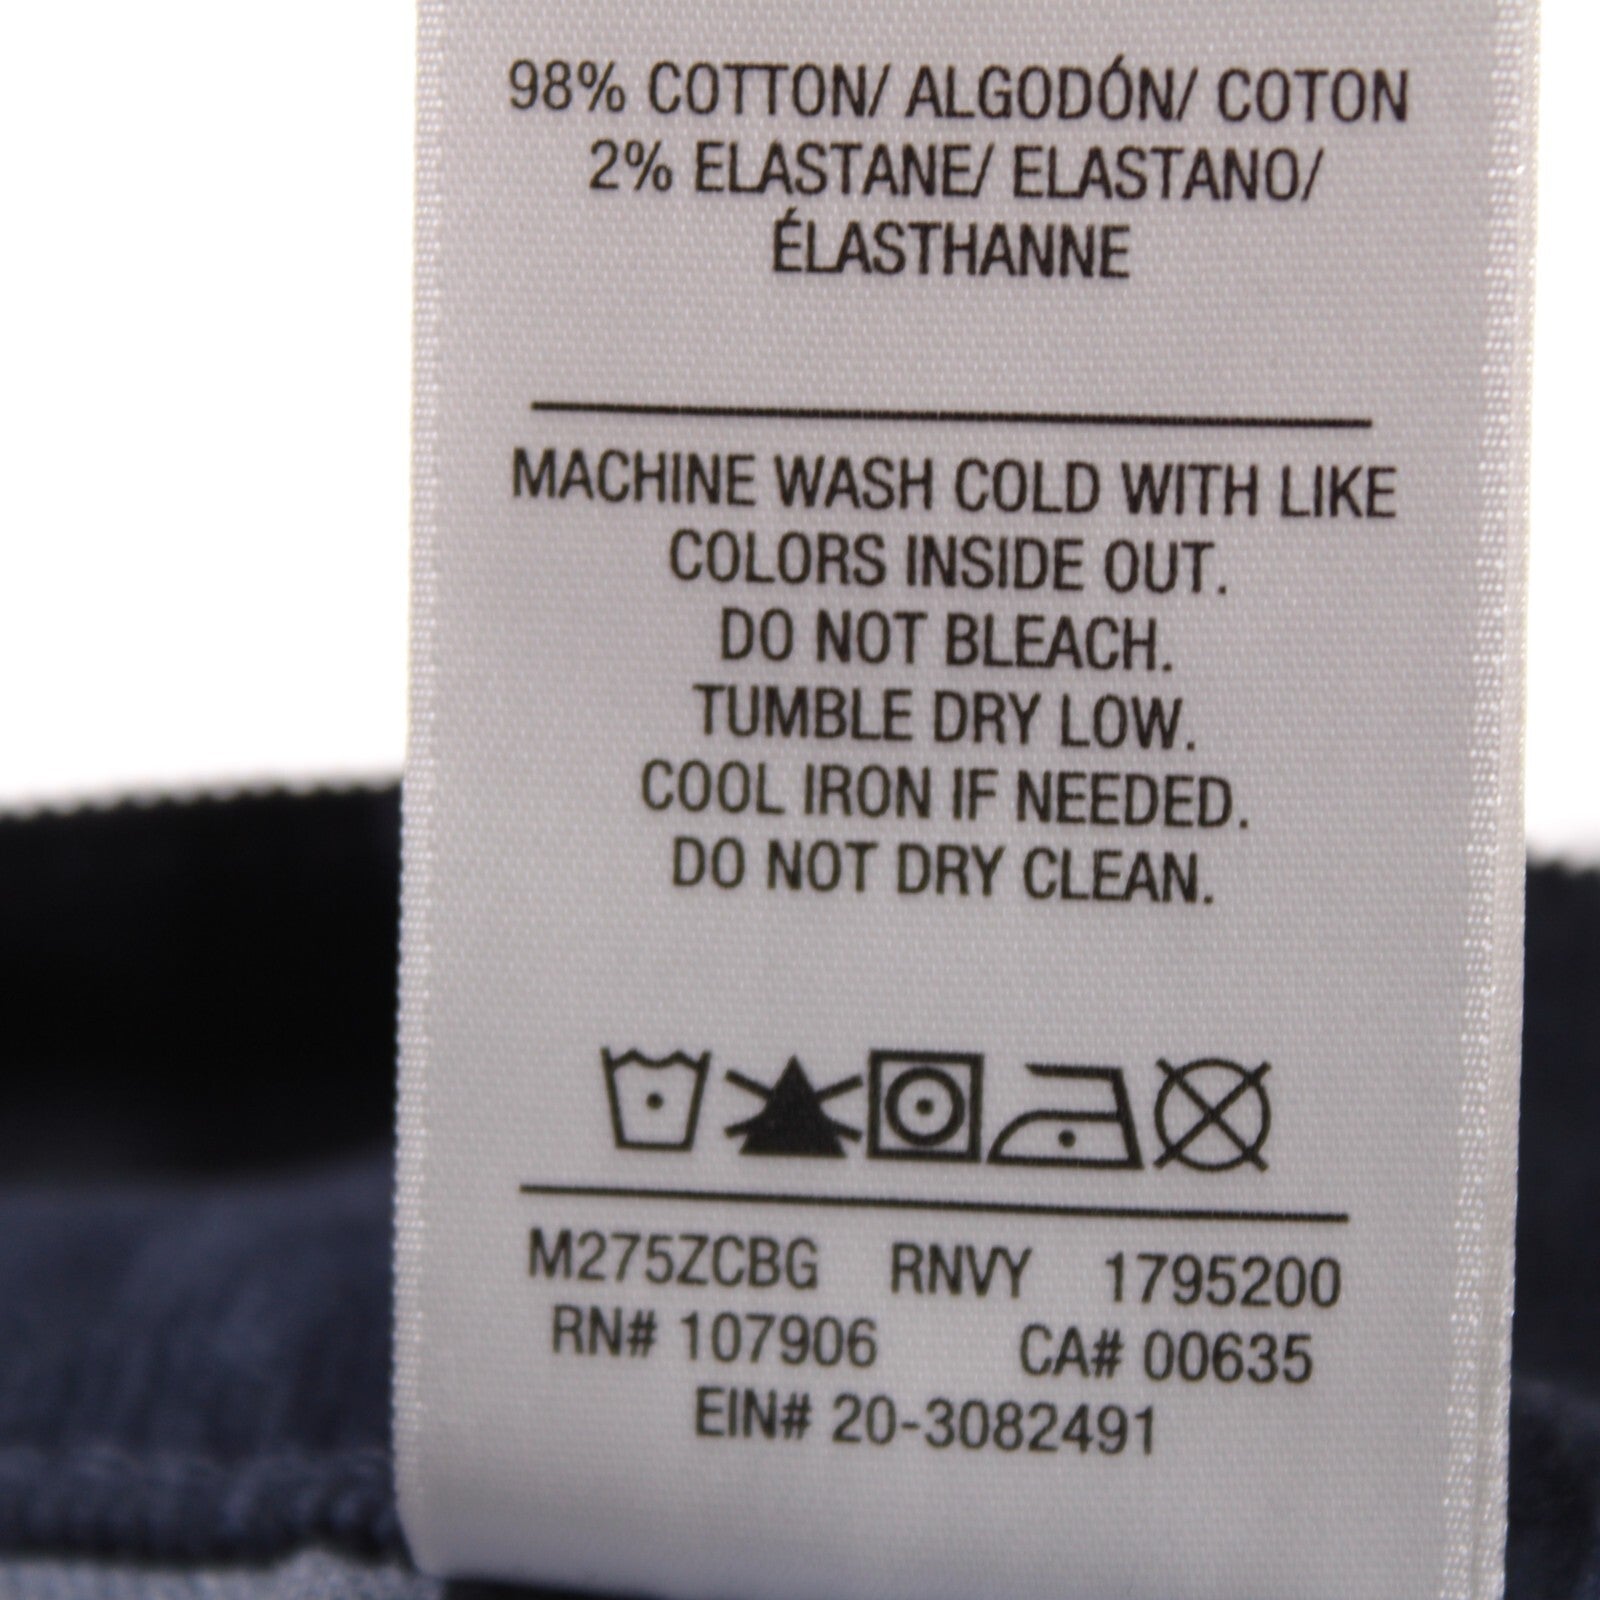 98% COTTON/ ALGODÓN/ COTON
2% ELASTANE/ ELASTANO/
ÉLASTHANNE
MACHINE WASH COLD WITH LIKE
COLORS INSIDE OUT.
DO NOT BLEACH.
TUMBLE DRY LOW.
COOL IRON IF NEEDED.
DO NOT DRY CLEAN.
M275ZCBG RNVY 1795200
RN# 107906 CA# 00635
EIN# 20-3082491